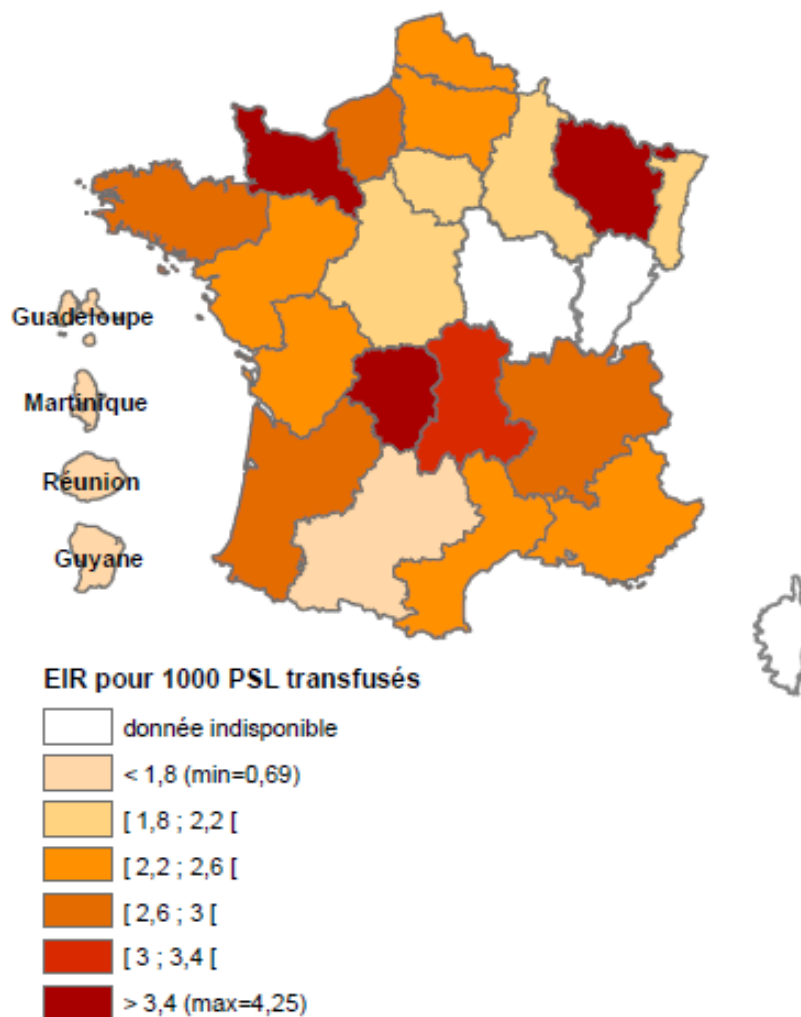 Guadeloupe
Martinique
Réunion
Guyane
EIR pour 1000 PSL transfusés
donnée indisponible
< 1,8 (min=0,69)
[ 1,8 ; 2,2 [
[ 2,2 ; 2,6 [
[ 2,6 ; 3 [
[ 3 ; 3,4 [
> 3,4 (max=4,25)